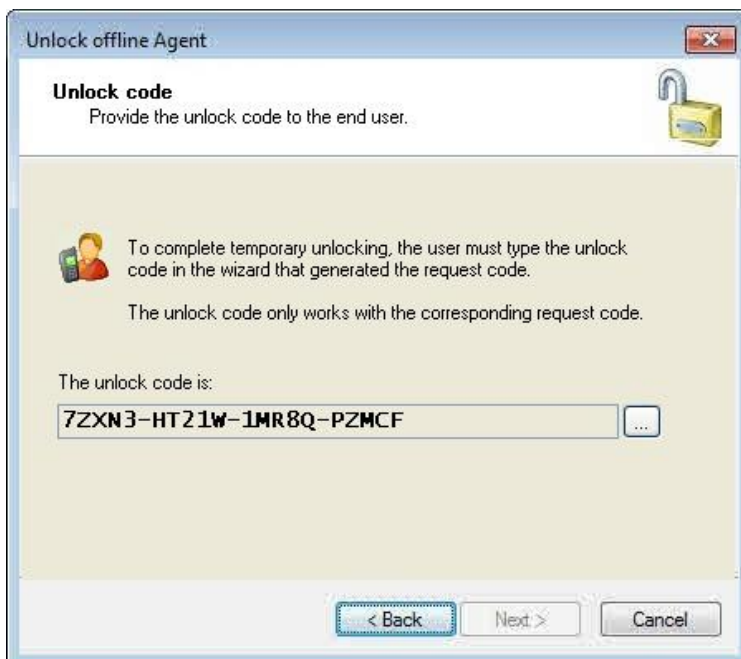 Unlock offline Agent
Unlock code
Provide the unlock code to the end user.
To complete temporary unlocking, the user must type the unlock
code in the wizard that generated the request code.
The unlock code only works with the corresponding request code.
The unlock code is:
7ZXN3-HT21W-1MR8Q-PZMCF
...
< Back
Next >
Cancel